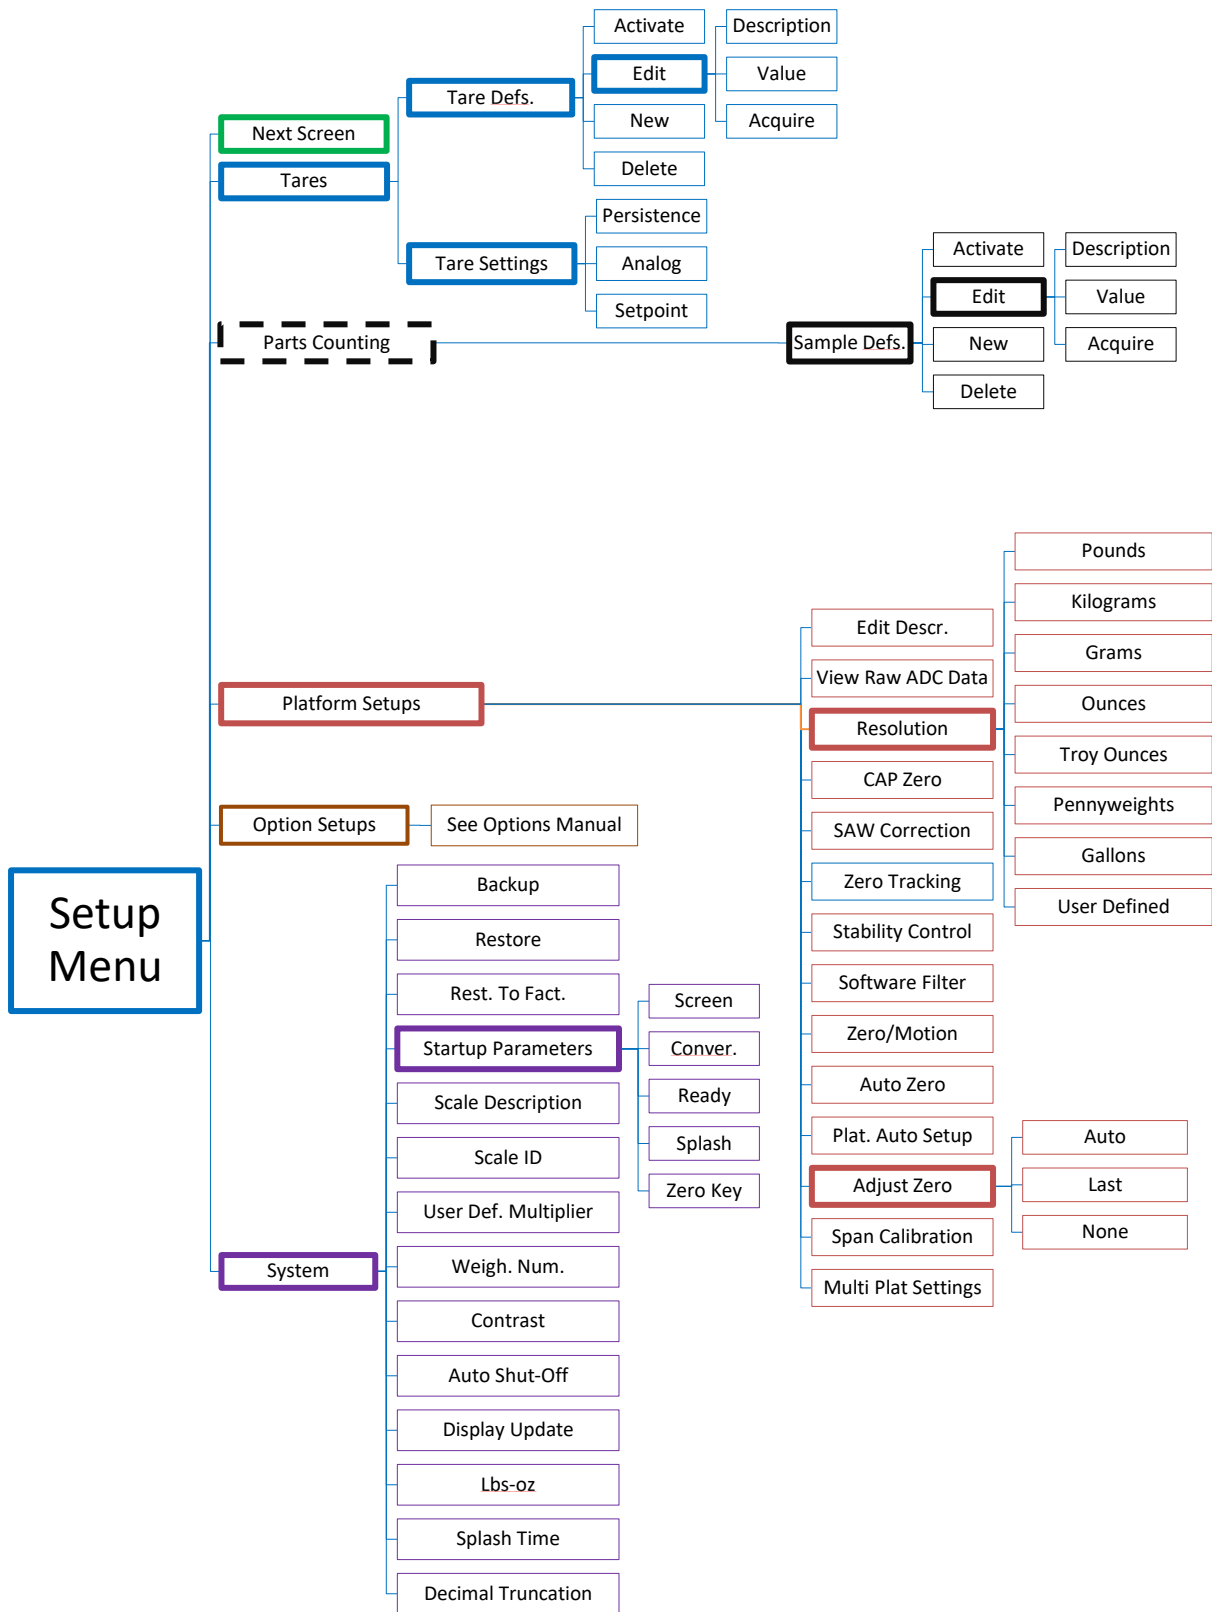 Setup
Menu
Next Screen
Tares
Tare Defs.
Activate
Edit
Description
Value
Acquire
New
Delete
Tare Settings
Persistence
Analog
Setpoint
Parts Counting
Sample Defs.
Activate
Edit
Description
Value
Acquire
New
Delete
Platform Setups
Edit Descr.
View Raw ADC Data
Resolution
Pounds
Kilograms
Grams
Ounces
Troy Ounces
Pennyweights
Gallons
User Defined
CAP Zero
SAW Correction
Zero Tracking
Stability Control
Software Filter
Zero/Motion
Auto Zero
Plat. Auto Setup
Adjust Zero
Auto
Last
None
Span Calibration
Multi Plat Settings
Option Setups
See Options Manual
System
Backup
Restore
Rest. To Fact.
Startup Parameters
Screen
Conver.
Ready
Splash
Zero Key
Scale Description
Scale ID
User Def. Multiplier
Weigh. Num.
Contrast
Auto Shut-Off
Display Update
Lbs-oz
Splash Time
Decimal Truncation